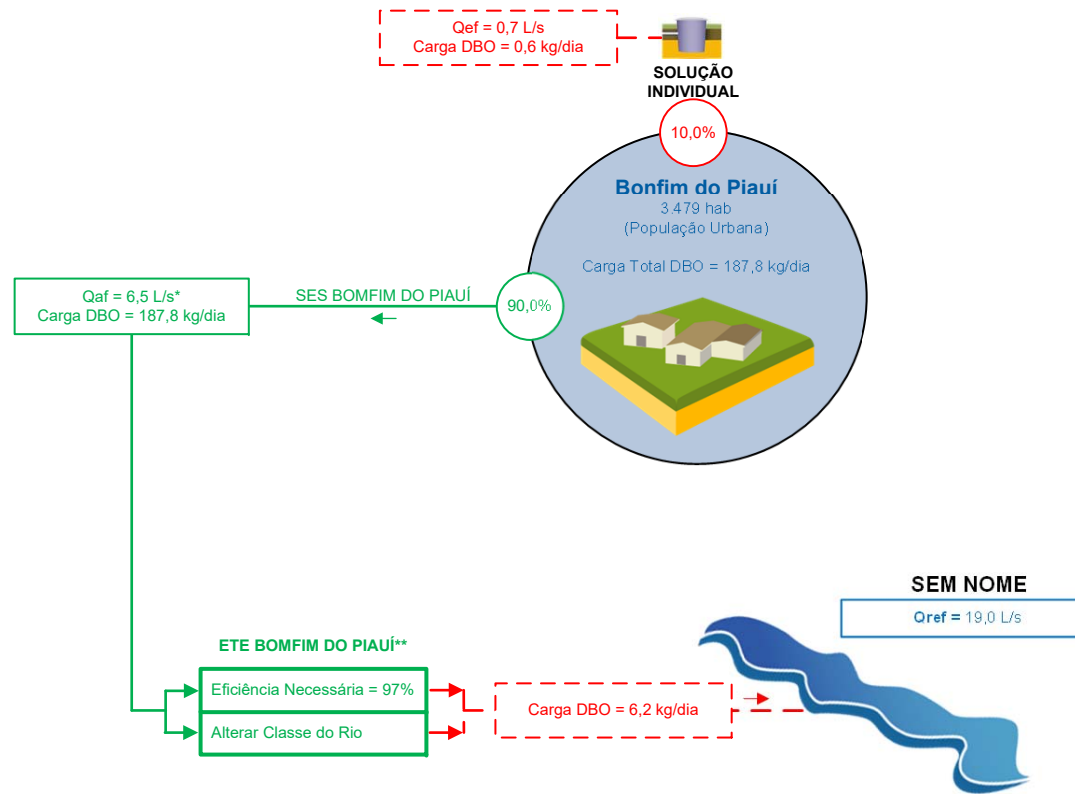 Qef = 0,7 L/s
Carga DBO = 0,6 kg/dia
SOLUÇÃO
INDIVIDUAL
10,0%
Bonfim do Piauí
3.479 hab
(População Urbana)
Carga Total DBO = 187,8 kg/dia
90,0%
SES BOMFIM DO PIAUÍ
Qaf = 6,5 L/s*
Carga DBO = 187,8 kg/dia
SEM NOME
Qref = 19,0 L/s
ETE BOMFIM DO PIAUÍ**
Eficiência Necessária = 97%
Alterar Classe do Rio
Carga DBO = 6,2 kg/dia